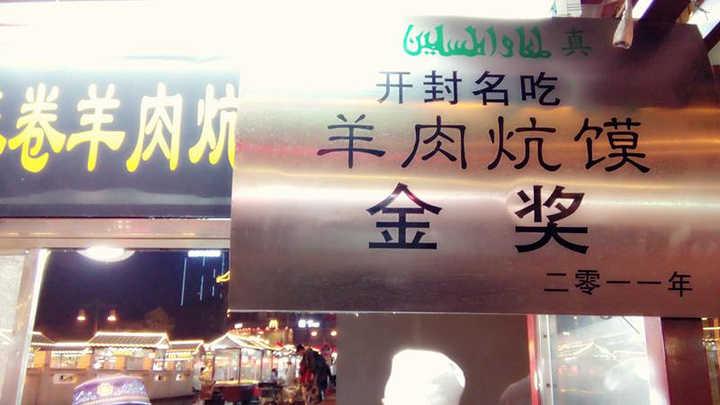 真
开封名吃
羊肉炕馍
金奖
二零一一年
卷羊肉炕